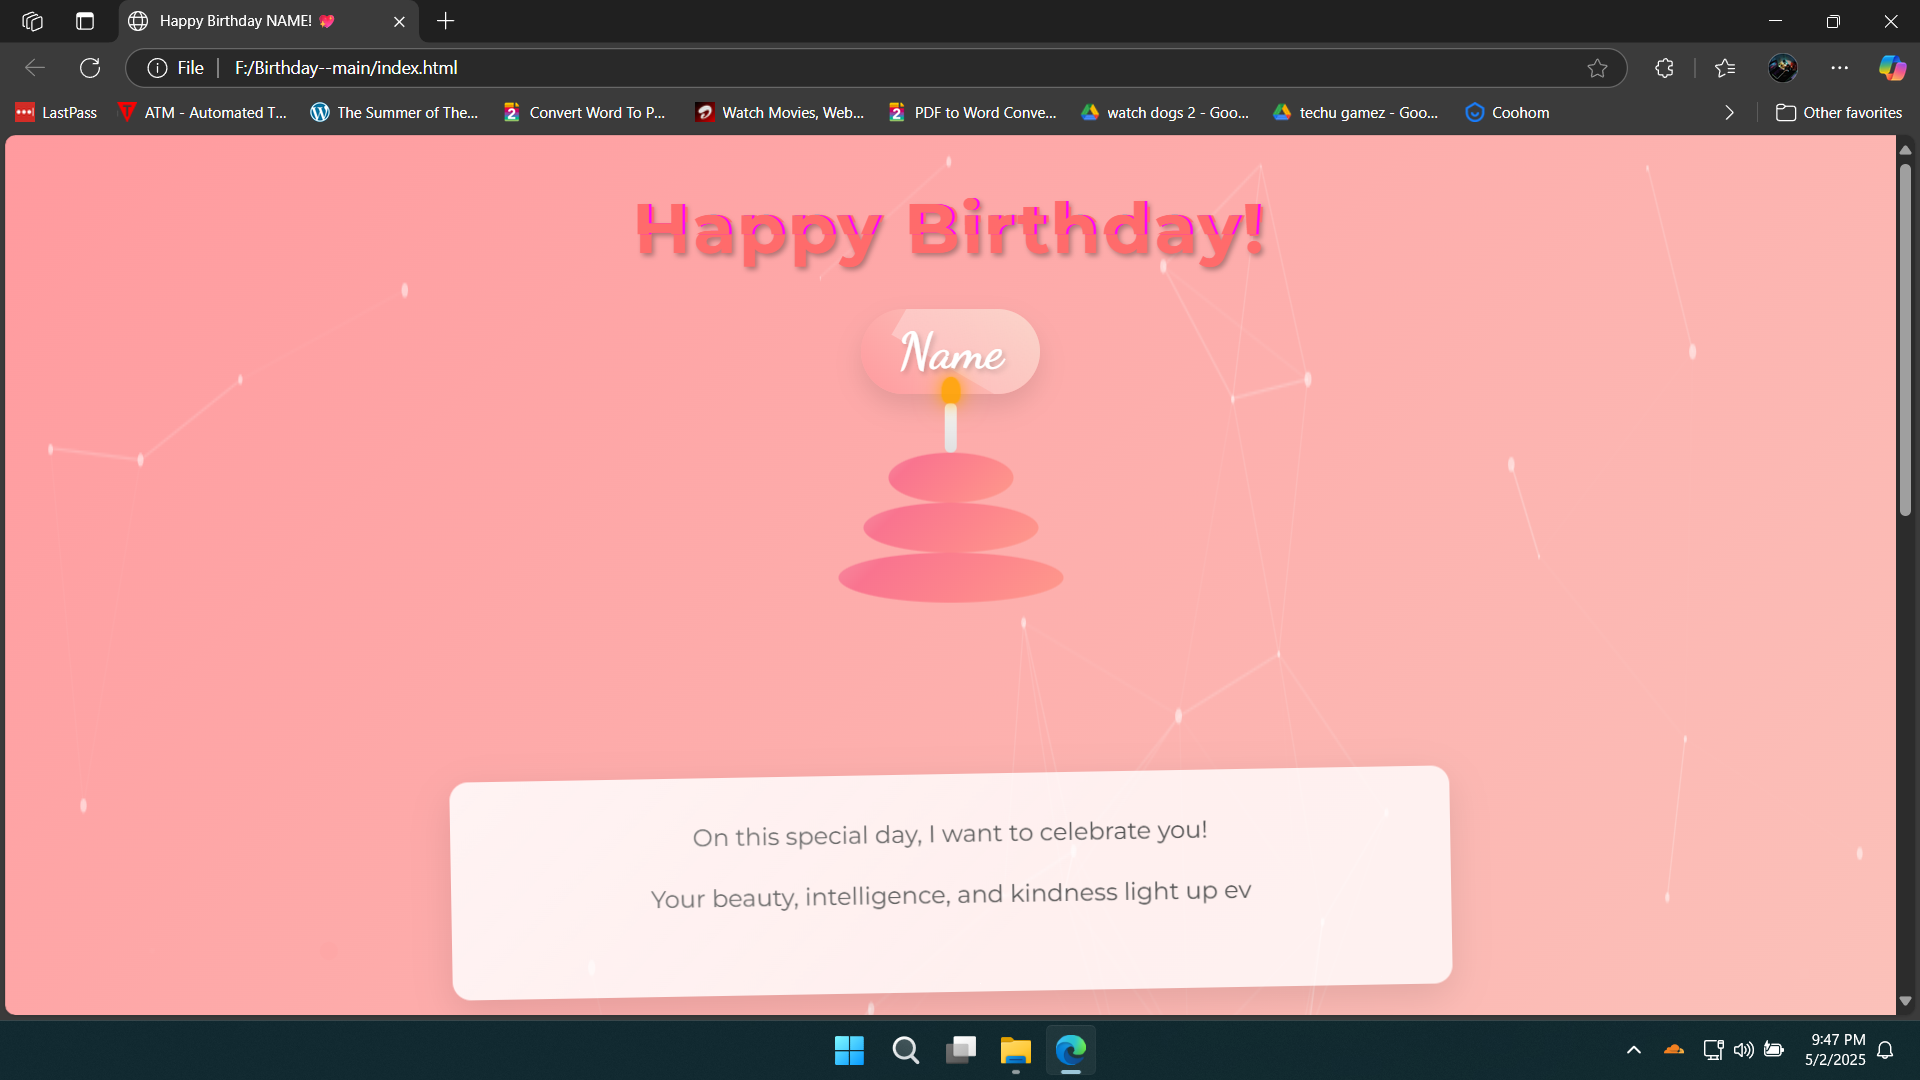 Happy Birthday NAME! 💖
File
F:/Birthday--main/index.html
LastPass
ATM - Automated T...
The Summer of The...
Convert Word To P...
Watch Movies, Web...
PDF to Word Conve...
watch dogs 2 - Goo...
techu gamez - Goo...
Coohom
Other favorites
Happy Birthday!
Name
On this special day, I want to celebrate you!
Your beauty, intelligence, and kindness light up ev
9:47 PM
5/2/2025